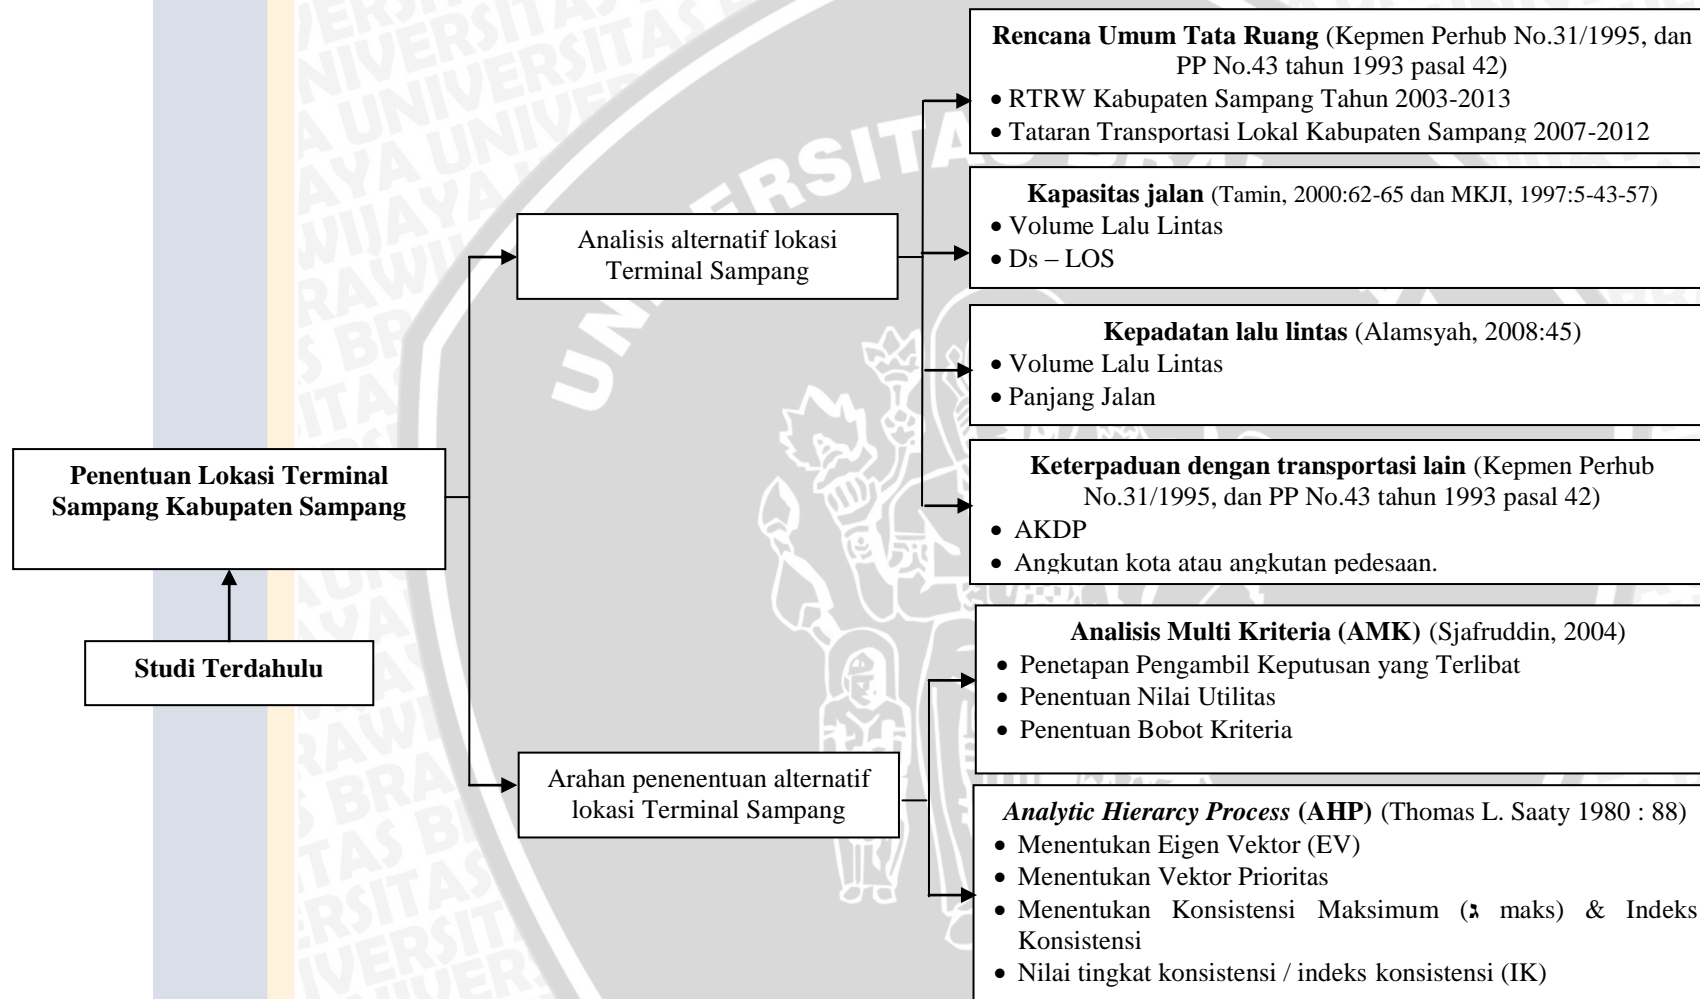 Rencana Umum Tata Ruang (Kepmen Perhub No.31/1995, dan
PP No.43 tahun 1993 pasal 42)
• RTRW Kabupaten Sampang Tahun 2003-2013
• Tataran Transportasi Lokal Kabupaten Sampang 2007-2012
Kapasitas jalan (Tamin, 2000:62-65 dan MKJI, 1997:5-43-57)
• Volume Lalu Lintas
• Ds – LOS
Analisis alternatif lokasi
Terminal Sampang
Kepadatan lalu lintas (Alamsyah, 2008:45)
• Volume Lalu Lintas
• Panjang Jalan
Penentuan Lokasi Terminal
Sampang Kabupaten Sampang
Keterpaduan dengan transportasi lain (Kepmen Perhub
No.31/1995, dan PP No.43 tahun 1993 pasal 42)
• AKDP
• Angkutan kota atau angkutan pedesaan.
Studi Terdahulu
Analisis Multi Kriteria (AMK) (Sjafruddin, 2004)
• Penetapan Pengambil Keputusan yang Terlibat
• Penentuan Nilai Utilitas
• Penentuan Bobot Kriteria
Arahan penenentuan alternatif
lokasi Terminal Sampang
Analytic Hierarcy Process (AHP) (Thomas L. Saaty 1980 : 88)
• Menentukan Eigen Vektor (EV)
• Menentukan Vektor Prioritas
• Menentukan Konsistensi Maksimum (ג maks) & Indeks
Konsistensi
• Nilai tingkat konsistensi / indeks konsistensi (IK)